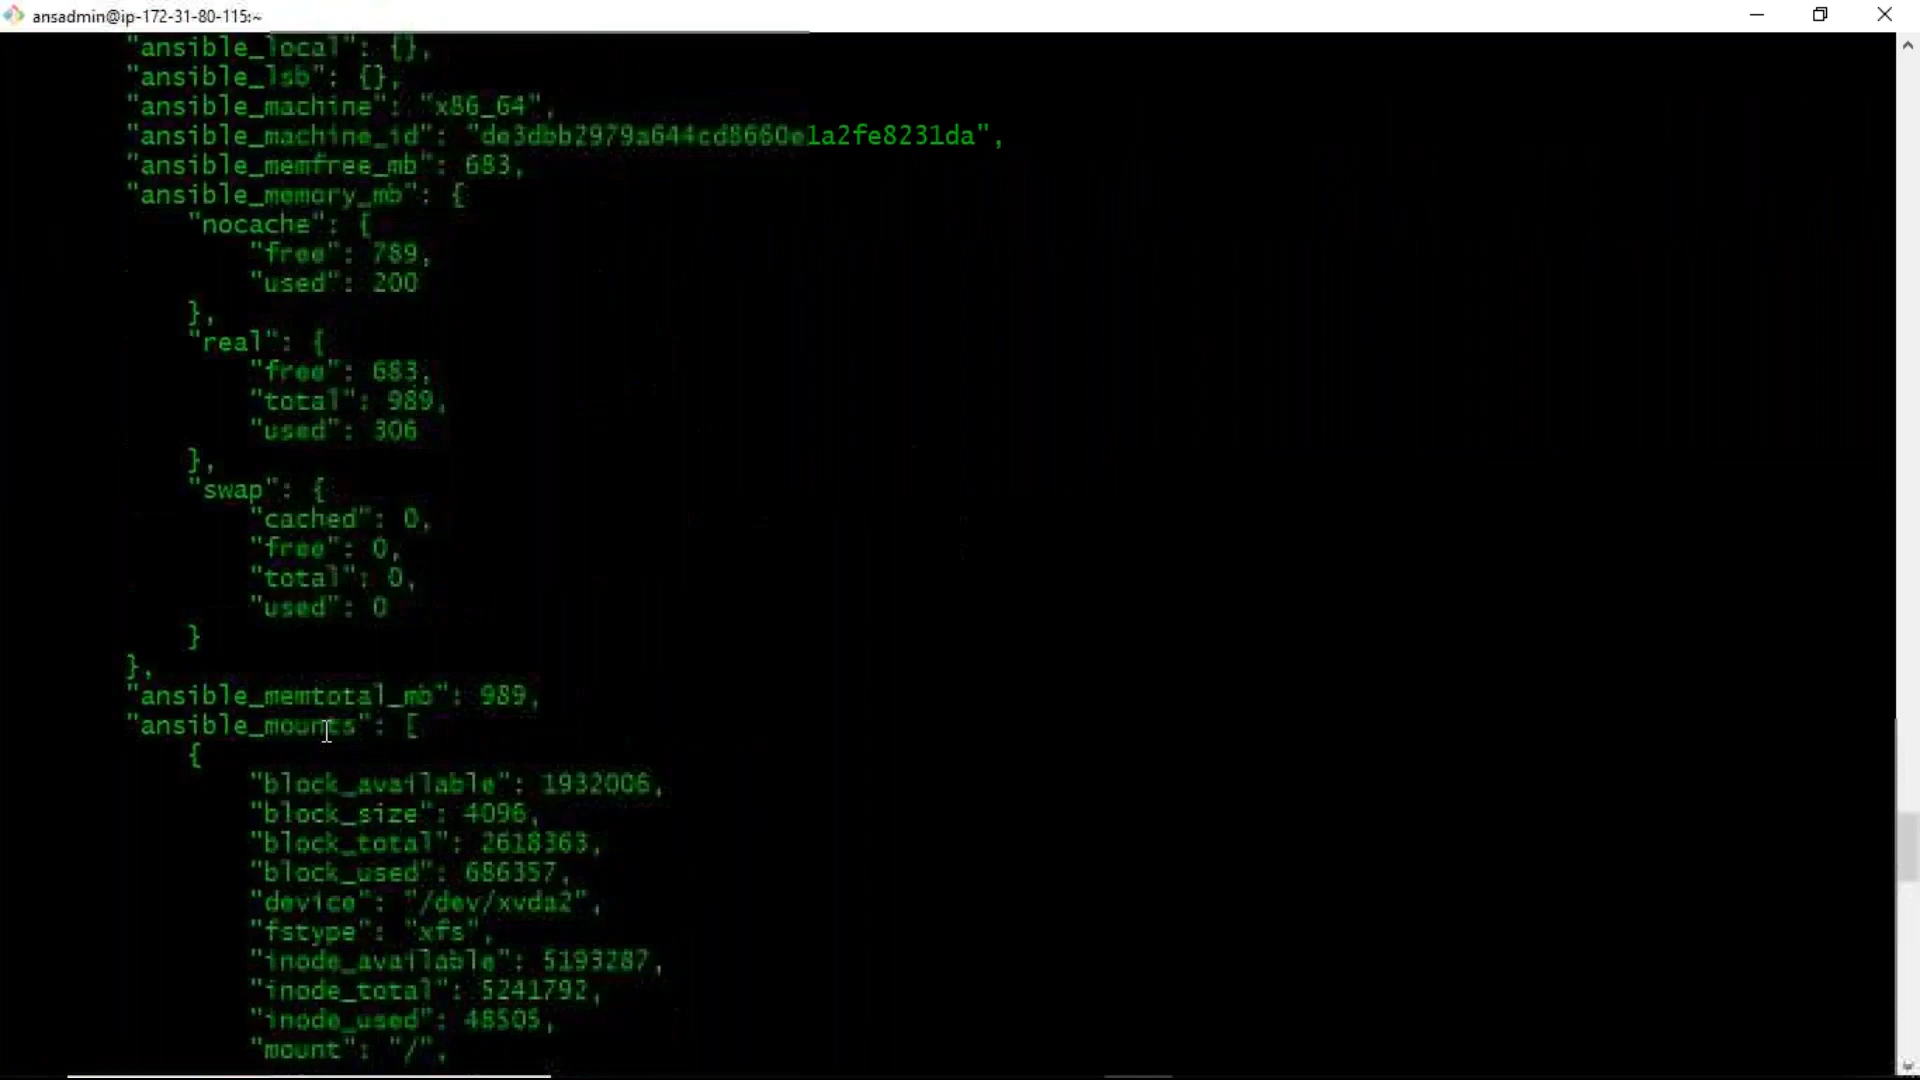 ansadmin@ip-172-31-80-115:~
"ansible_local": {},
"ansible_lsb": {},
"ansible_machine": "x86_64",
"ansible_machine_id": "de3dbb2979a644cd8660e1a2fe8231da",
"ansible_memfree_mb": 683,
"ansible_memory_mb": {
"nocache": {
"free": 789,
"used": 200
},
"real": {
"free": 683,
"total": 989,
"used": 306
},
"swap": {
"cached": 0,
"free": 0,
"total": 0,
"used": 0
}
},
"ansible_memtotal_mb": 989,
"ansible_mounts": [
{
"block_available": 1932006,
"block_size": 4096,
"block_total": 2618363,
"block_used": 686357,
"device": "/dev/xvda2",
"fstype": "xfs",
"inode_available": 5193287,
"inode_total": 5241792,
"inode_used": 48505,
"mount": "/",